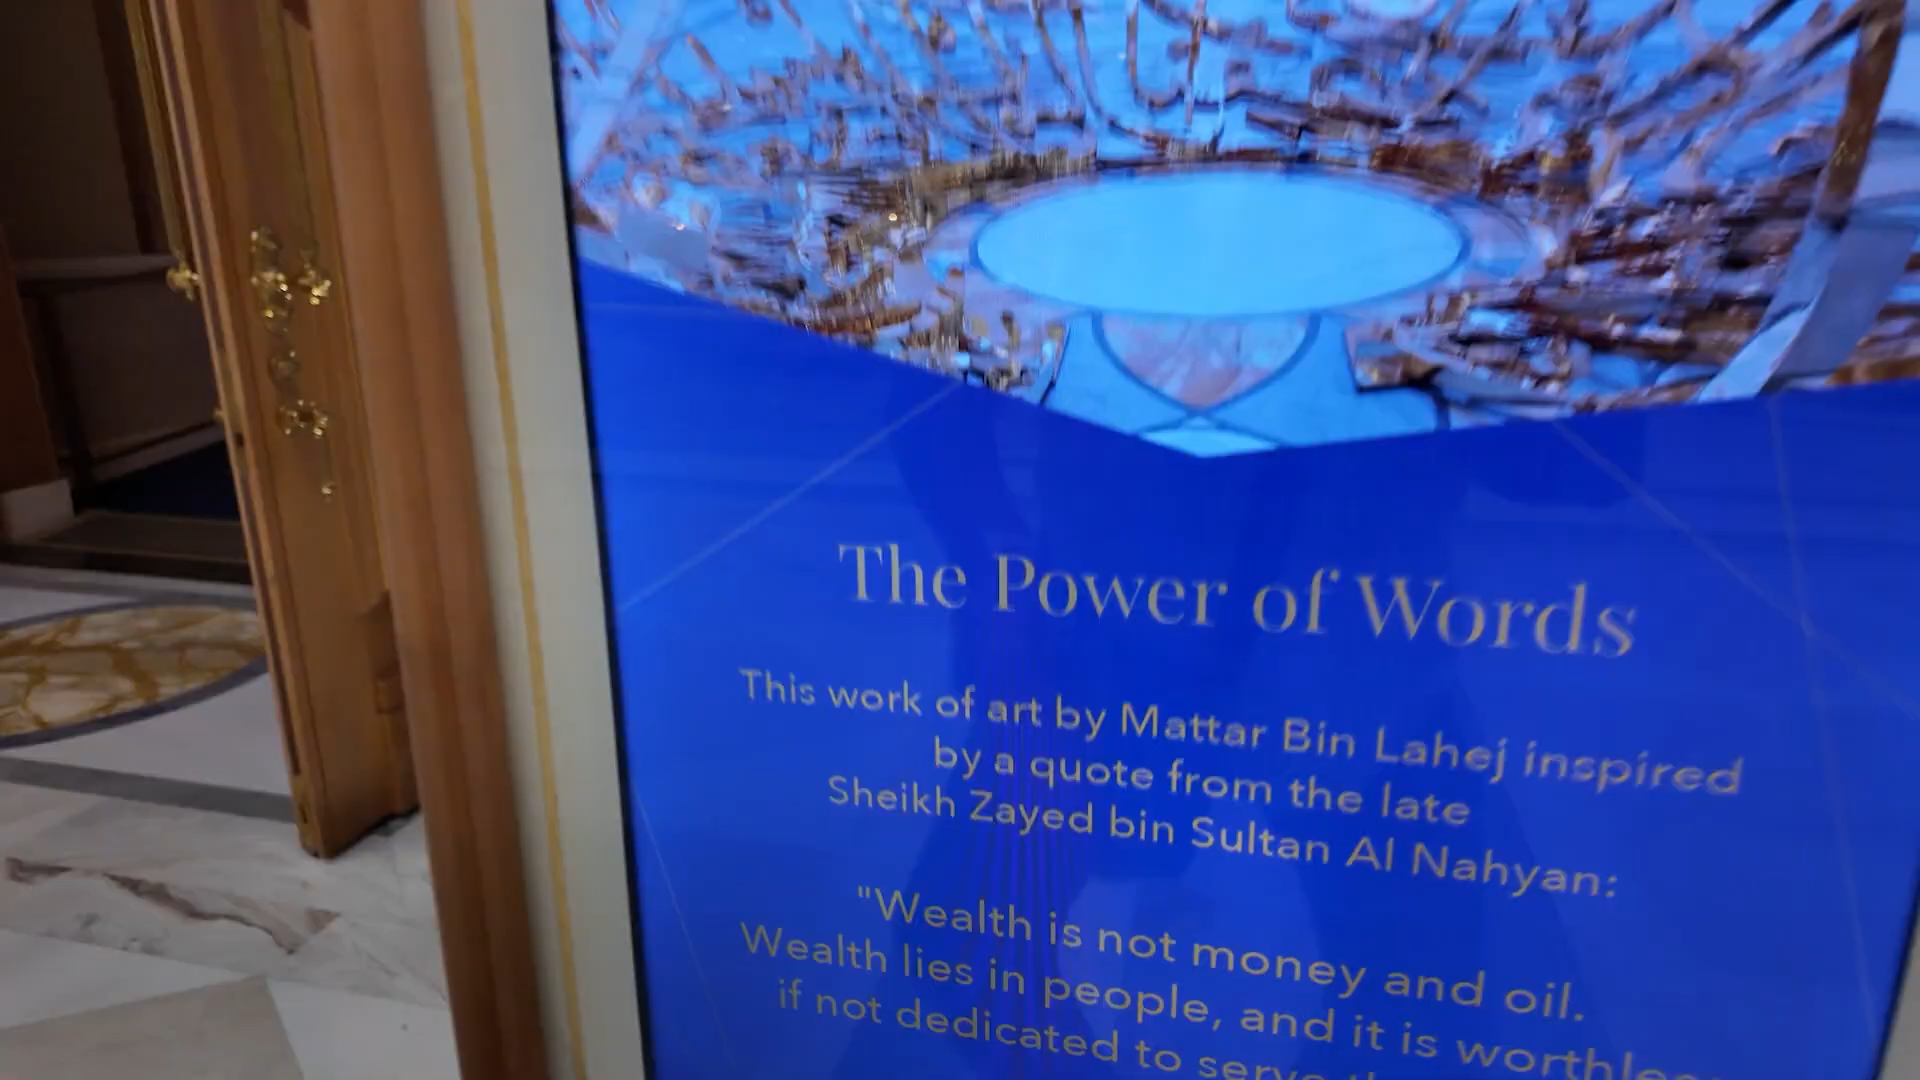 The Power of Words
This work of art by Mattar Bin Lahej inspired
by a quote from the late
Sheikh Zayed bin Sultan Al Nahyan:
"Wealth is not money and oil.
Wealth lies in people, and it is worthless
if not dedicated to serve